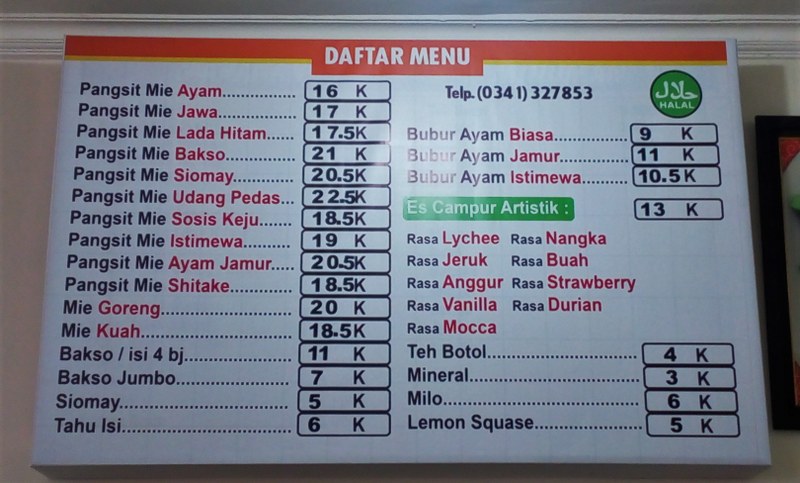 DAFTAR MENU
Pangsit Mie Ayam............... 16 K
Pangsit Mie Jawa............... 17 K
Pangsit Mie Lada Hitam...... 17.5K
Pangsit Mie Bakso.............. 21 K
Pangsit Mie Siomay............ 20.5K
Pangsit Mie Udang Pedas... 22.5K
Pangsit Mie Sosis Keju....... 18.5K
Pangsit Mie Istimewa.......... 19 K
Pangsit Mie Ayam Jamur..... 20.5K
Pangsit Mie Shitake............. 18.5K
Mie Goreng........................... 20 K
Mie Kuah............................... 18.5K
Bakso / isi 4 bj...................... 11 K
Bakso Jumbo........................ 7 K
Siomay................................... 5 K
Tahu Isi................................... 6 K
Telp. (0341) 327853
حلال
HALAL
Bubur Ayam Biasa............... 9 K
Bubur Ayam Jamur............. 11 K
Bubur Ayam Istimewa.......... 10.5 K
Es Campur Artistik : 13 K
Rasa Lychee Rasa Nangka
Rasa Jeruk Rasa Buah
Rasa Anggur Rasa Strawberry
Rasa Vanilla Rasa Durian
Rasa Mocca
Teh Botol............................... 4 K
Mineral................................... 3 K
Milo........................................ 6 K
Lemon Squase...................... 5 K